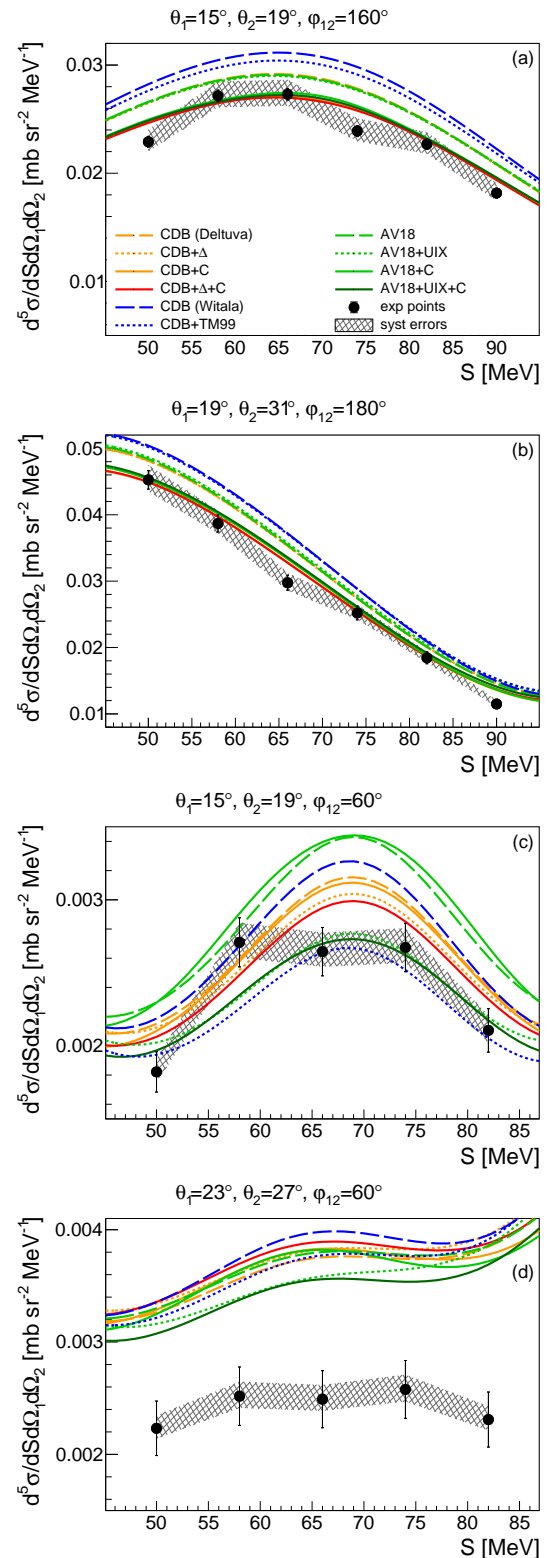 θ₁=15°, θ₂=19°, φ₁₂=160°
(a)
d⁵σ/dSdΩ₁dΩ₂ [mb sr⁻² MeV⁻¹]
0.03
0.02
0.01
CDB (Deltuva)
CDB+Δ
CDB+C
CDB+Δ+C
CDB (Witala)
CDB+TM99
AV18
AV18+UIX
AV18+C
AV18+UIX+C
exp points
syst errors
50 55 60 65 70 75 80 85 90
S [MeV]
θ₁=19°, θ₂=31°, φ₁₂=180°
(b)
d⁵σ/dSdΩ₁dΩ₂ [mb sr⁻² MeV⁻¹]
0.05
0.04
0.03
0.02
0.01
50 55 60 65 70 75 80 85 90
S [MeV]
θ₁=15°, θ₂=19°, φ₁₂=60°
(c)
d⁵σ/dSdΩ₁dΩ₂ [mb sr⁻² MeV⁻¹]
0.003
0.002
50 55 60 65 70 75 80 85
S [MeV]
θ₁=23°, θ₂=27°, φ₁₂=60°
(d)
d⁵σ/dSdΩ₁dΩ₂ [mb sr⁻² MeV⁻¹]
0.004
0.003
0.002
50 55 60 65 70 75 80 85
S [MeV]